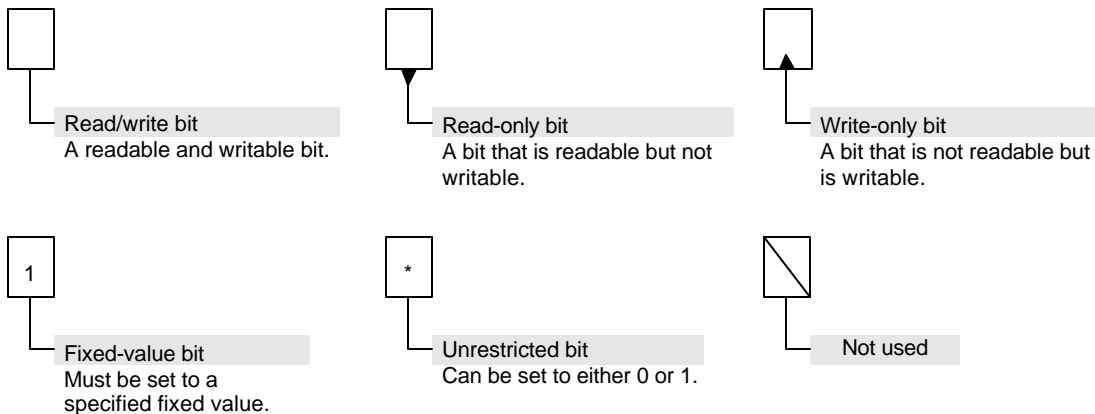 Read/write bit
A readable and writable bit.
Read-only bit
A bit that is readable but not
writable.
Write-only bit
A bit that is not readable but
is writable.
1
Fixed-value bit
Must be set to a
specified fixed value.
*
Unrestricted bit
Can be set to either 0 or 1.
Not used